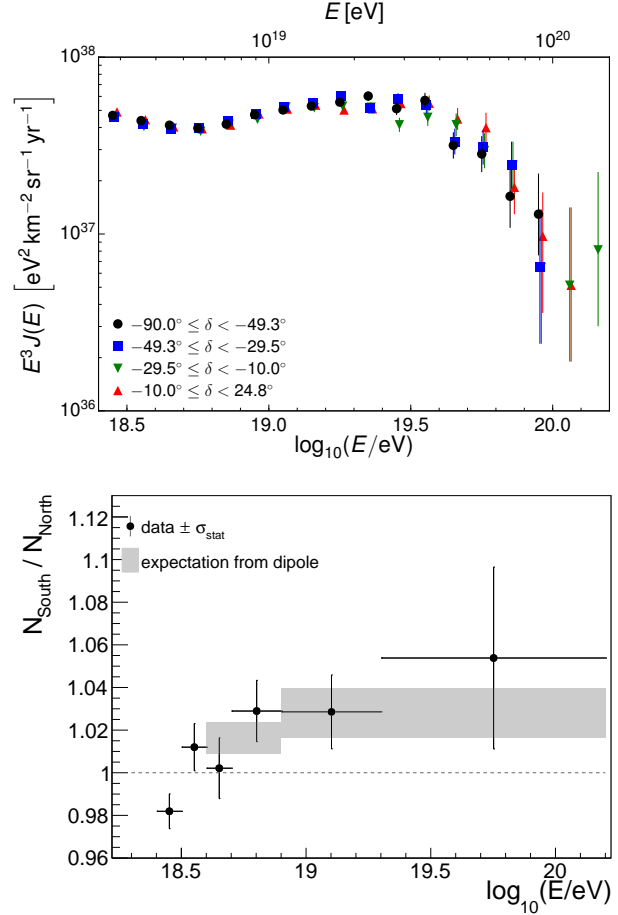 E [eV]
10^19 10^20
10^38
10^37
10^36
E^3 J(E) [eV^2 km^−2 sr^−1 yr^−1]
−90.0° ≤ δ < −49.3°
−49.3° ≤ δ < −29.5°
−29.5° ≤ δ < −10.0°
−10.0° ≤ δ < 24.8°
18.5 19.0 19.5 20.0
log_10(E/eV)
N_South / N_North
1.12
1.1
1.08
1.06
1.04
1.02
1
0.98
0.96
data ± σ_stat
expectation from dipole
18.5 19 19.5 20
log_10(E/eV)